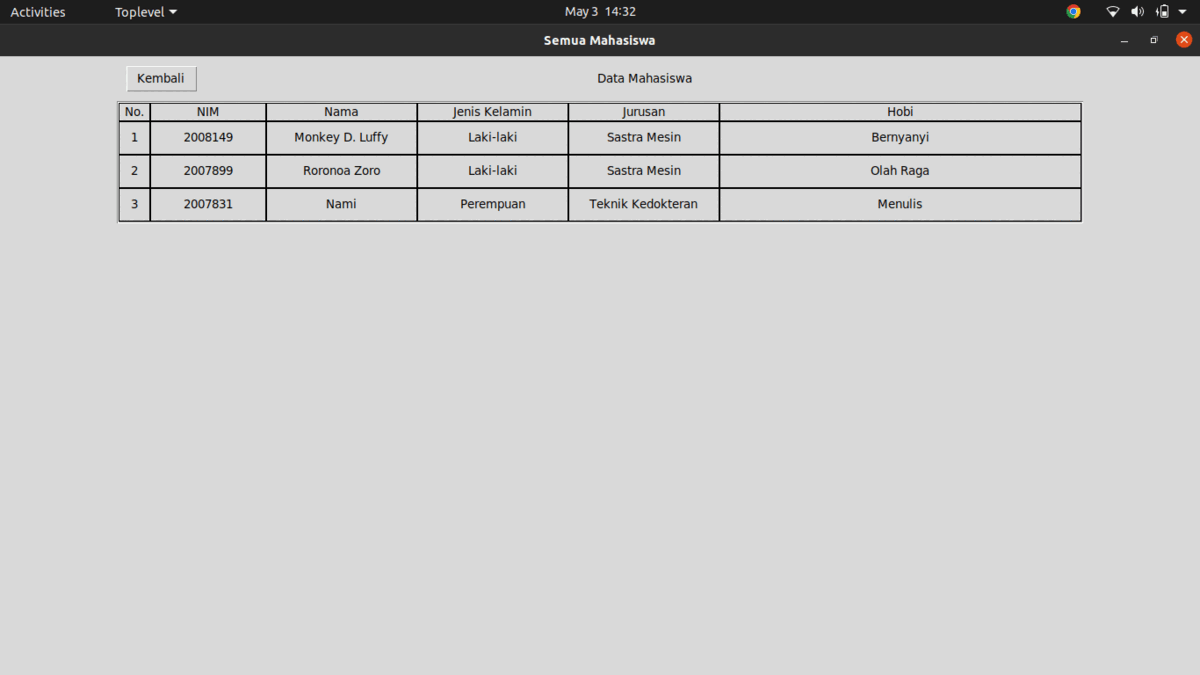 Activities Toplevel May 3 14:32
Semua Mahasiswa
Kembali Data Mahasiswa
No. NIM Nama Jenis Kelamin Jurusan Hobi
1 2008149 Monkey D. Luffy Laki-laki Sastra Mesin Bernyanyi
2 2007899 Roronoa Zoro Laki-laki Sastra Mesin Olah Raga
3 2007831 Nami Perempuan Teknik Kedokteran Menulis